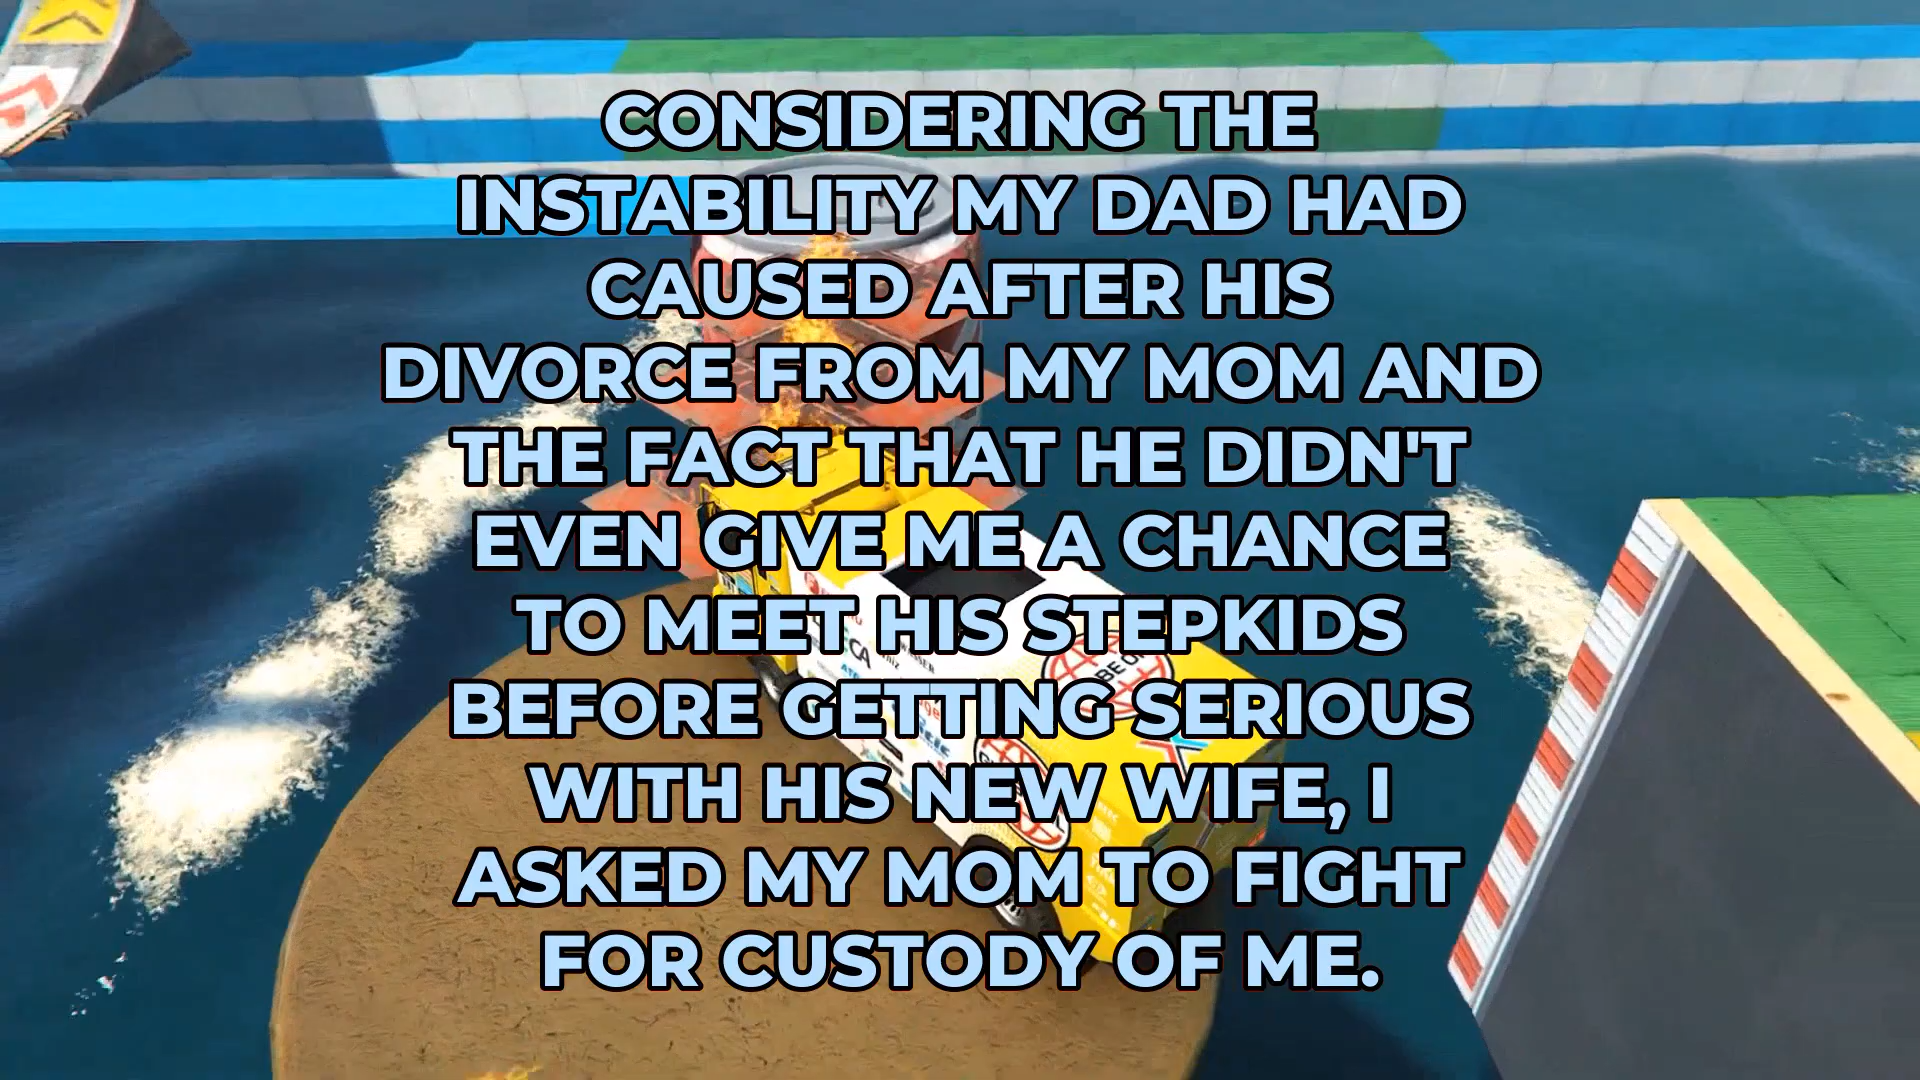 CONSIDERING THE
INSTABILITY MY DAD HAD
CAUSED AFTER HIS
DIVORCE FROM MY MOM AND
THE FACT THAT HE DIDN'T
EVEN GIVE ME A CHANCE
TO MEET HIS STEPKIDS
BEFORE GETTING SERIOUS
WITH HIS NEW WIFE, I
ASKED MY MOM TO FIGHT
FOR CUSTODY OF ME.